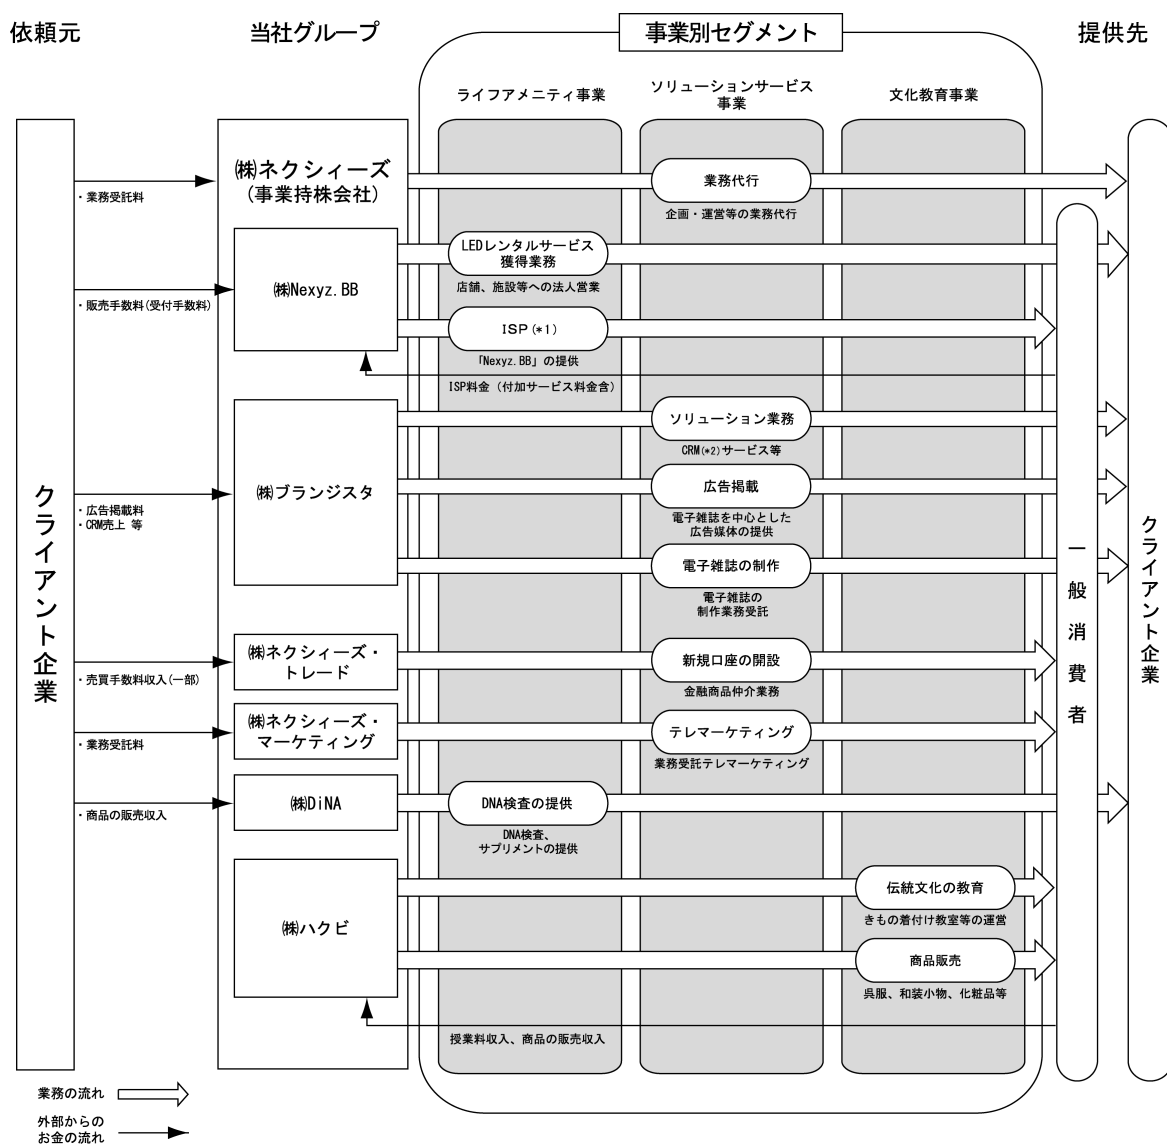 依頼元
当社グループ
事業別セグメント
提供先
ライフアメニティ事業
ソリューションサービス
事業
文化教育事業
クライアント企業
・業務受託料
㈱ネクシィーズ
(事業持株会社)
業務代行
企画・運営等の業務代行
・販売手数料(受付手数料)
㈱Nexyz.BB
LEDレンタルサービス
獲得業務
店舗、施設等への法人営業
ISP(*1)
「Nexyz.BB」の提供
ISP料金（付加サービス料金含）
・広告掲載料
・CRM売上 等
㈱ブランジスタ
ソリューション業務
CRM(*2)サービス等
広告掲載
電子雑誌を中心とした
広告媒体の提供
電子雑誌の制作
電子雑誌の
制作業務受託
・売買手数料収入(一部)
㈱ネクシィーズ・
トレード
新規口座の開設
金融商品仲介業務
・業務受託料
㈱ネクシィーズ・
マーケティング
テレマーケティング
業務受託テレマーケティング
・商品の販売収入
㈱DiNA
DNA検査の提供
DNA検査、
サプリメントの提供
㈱ハクビ
伝統文化の教育
きもの着付け教室等の運営
商品販売
呉服、和装小物、化粧品等
授業料収入、商品の販売収入
一般消費者
クライアント企業
業務の流れ
外部からの
お金の流れ